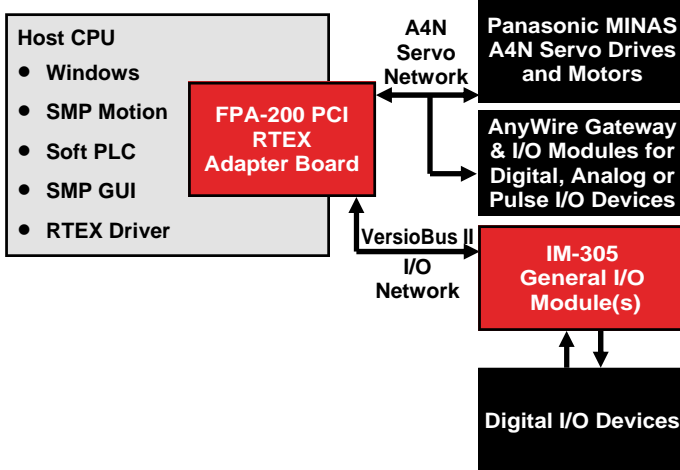 Host CPU
● Windows
● SMP Motion
● Soft PLC
● SMP GUI
● RTEX Driver
FPA-200 PCI
RTEX
Adapter Board
A4N
Servo
Network
Panasonic MINAS
A4N Servo Drives
and Motors
AnyWire Gateway
& I/O Modules for
Digital, Analog or
Pulse I/O Devices
VersioBus II
I/O
Network
IM-305
General I/O
Module(s)
Digital I/O Devices